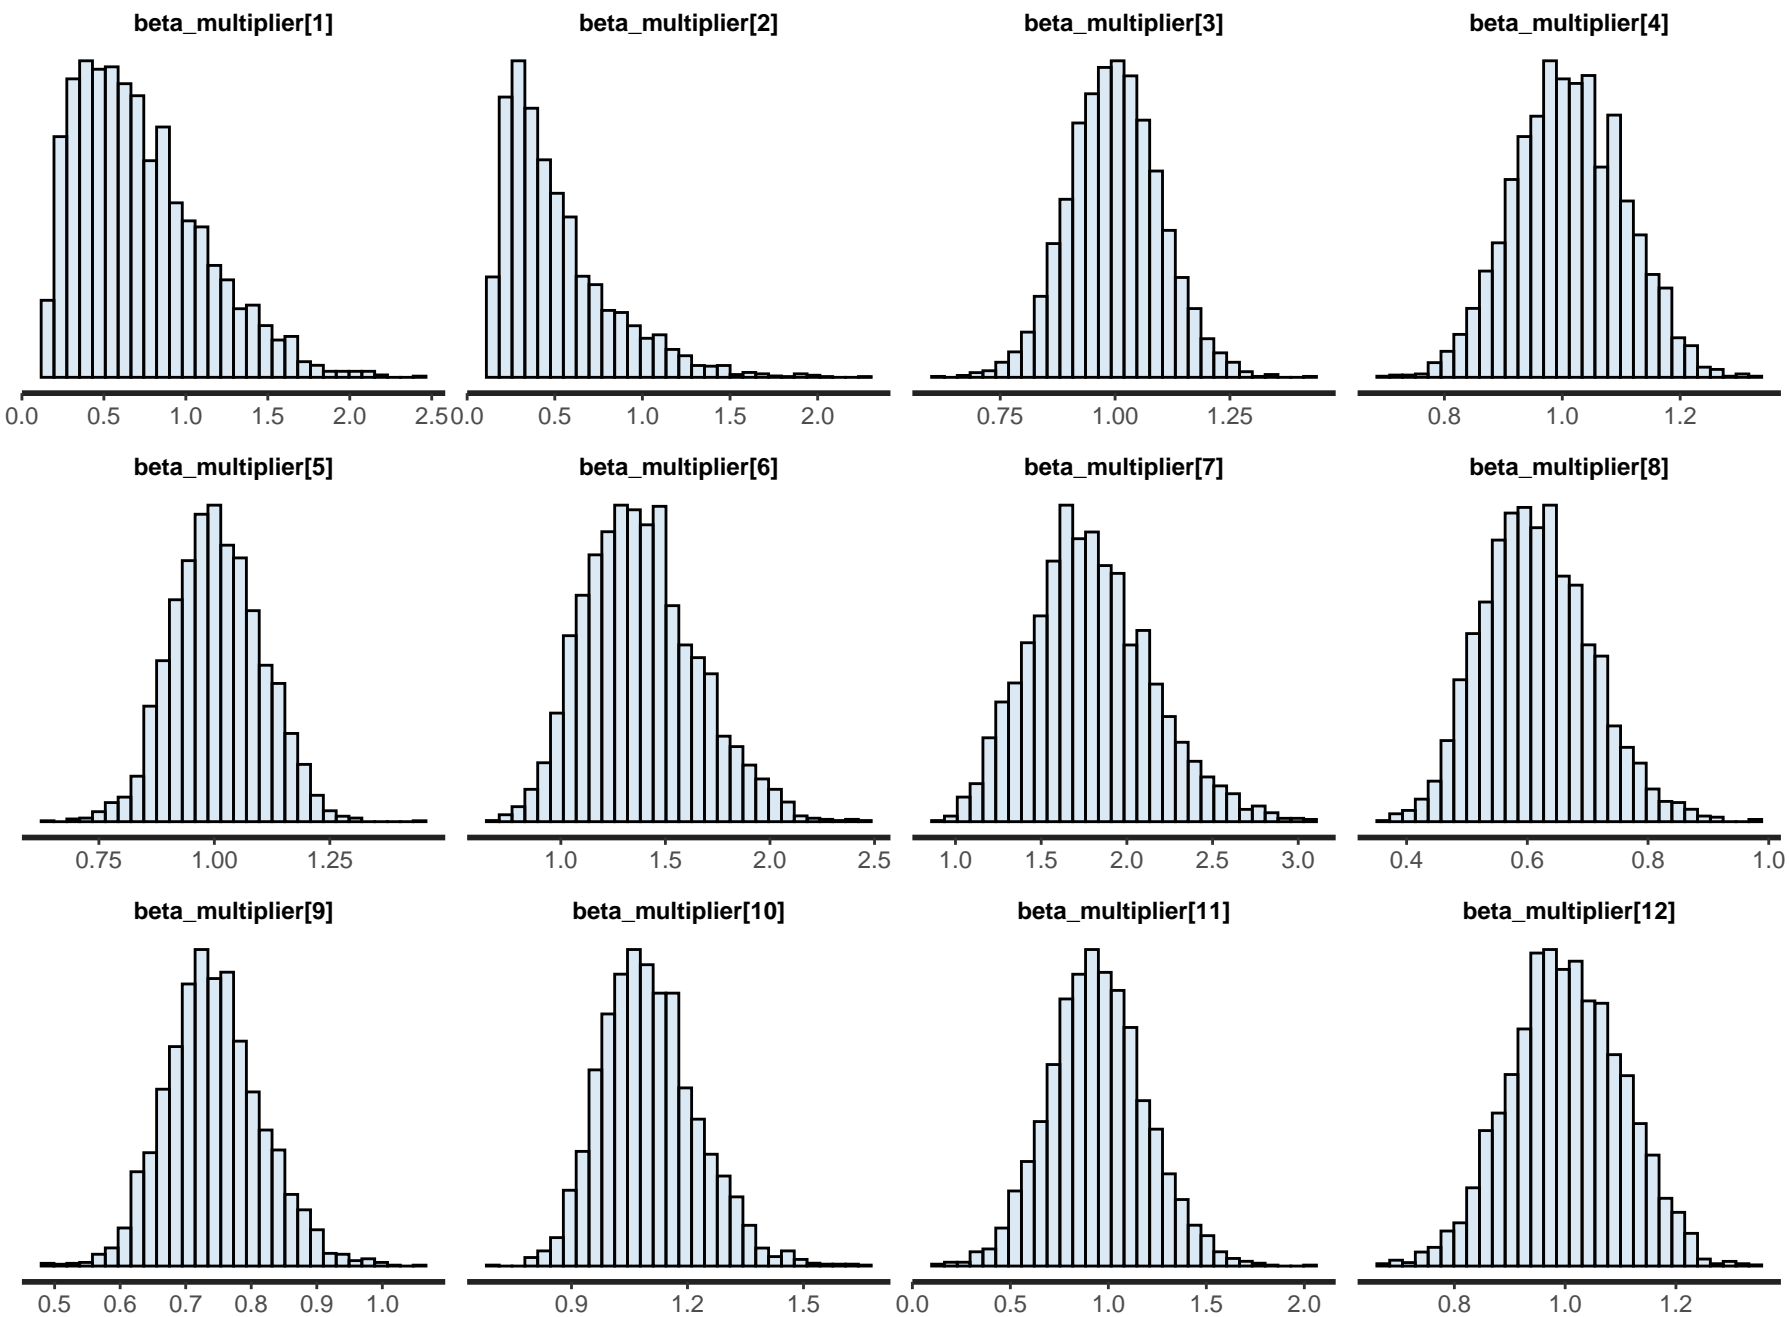 beta_multiplier[1] beta_multiplier[2] beta_multiplier[3] beta_multiplier[4]
0.0 0.5 1.0 1.5 2.0 2.5 0.0 0.5 1.0 1.5 2.0 0.75 1.00 1.25 0.8 1.0 1.2
beta_multiplier[5] beta_multiplier[6] beta_multiplier[7] beta_multiplier[8]
0.75 1.00 1.25 1.0 1.5 2.0 2.5 1.0 1.5 2.0 2.5 3.0 0.4 0.6 0.8 1.0
beta_multiplier[9] beta_multiplier[10] beta_multiplier[11] beta_multiplier[12]
0.5 0.6 0.7 0.8 0.9 1.0 0.9 1.2 1.5 0.0 0.5 1.0 1.5 2.0 0.8 1.0 1.2